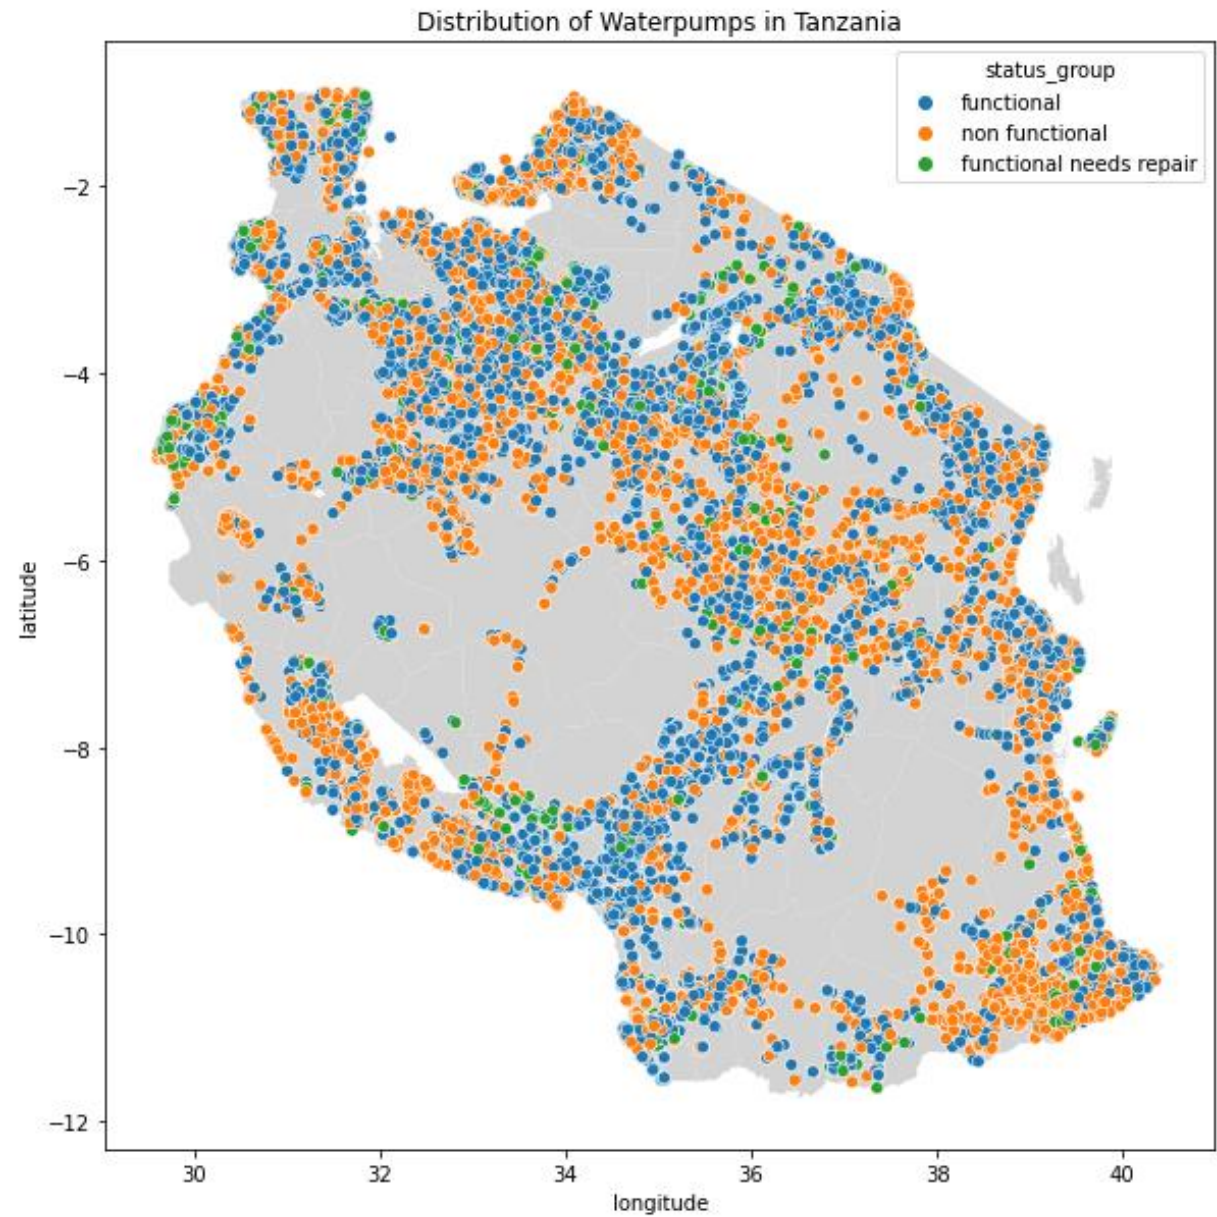 Distribution of Waterpumps in Tanzania
status_group
functional
non functional
functional needs repair
−2
−4
−6
−8
−10
−12
latitude
30
32
34
36
38
40
longitude